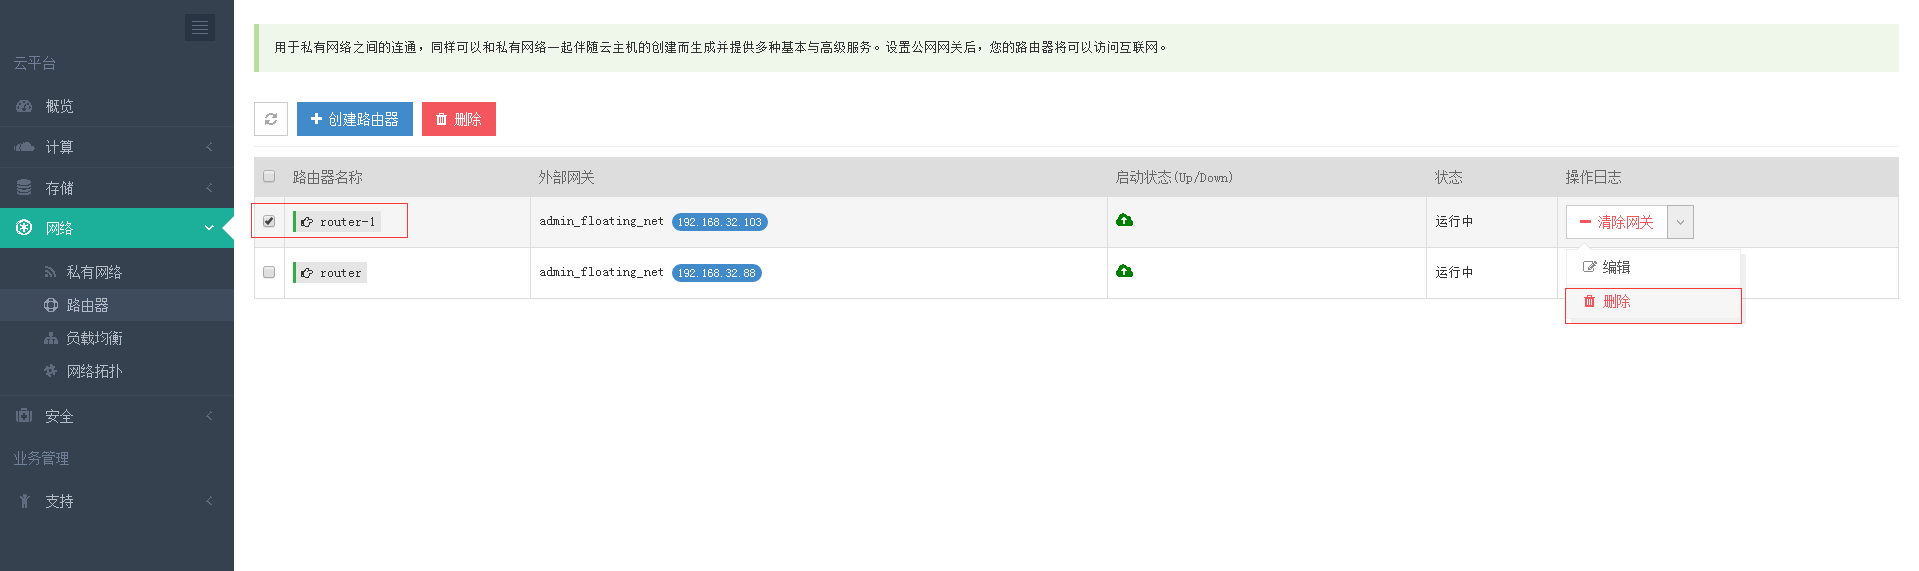 云平台
概览
计算
存储
网络
私有网络
路由器
负载均衡
网络拓扑
安全
业务管理
支持
用于私有网络之间的连通，同样可以和私有网络一起伴随云主机的创建而生成并提供多种基本与高级服务。设置公网网关后，您的路由器将可以访问互联网。
创建路由器 删除
路由器名称 外部网关 启动状态(Up/Down) 状态 操作日志
router-1 admin_floating_net 192.168.32.103 运行中 清除网关
router admin_floating_net 192.168.32.88 运行中
编辑
删除